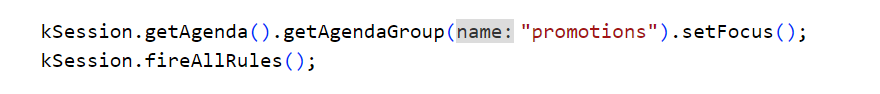 kSession.getAgenda().getAgendaGroup(name: "promotions").setFocus();
kSession.fireAllRules();